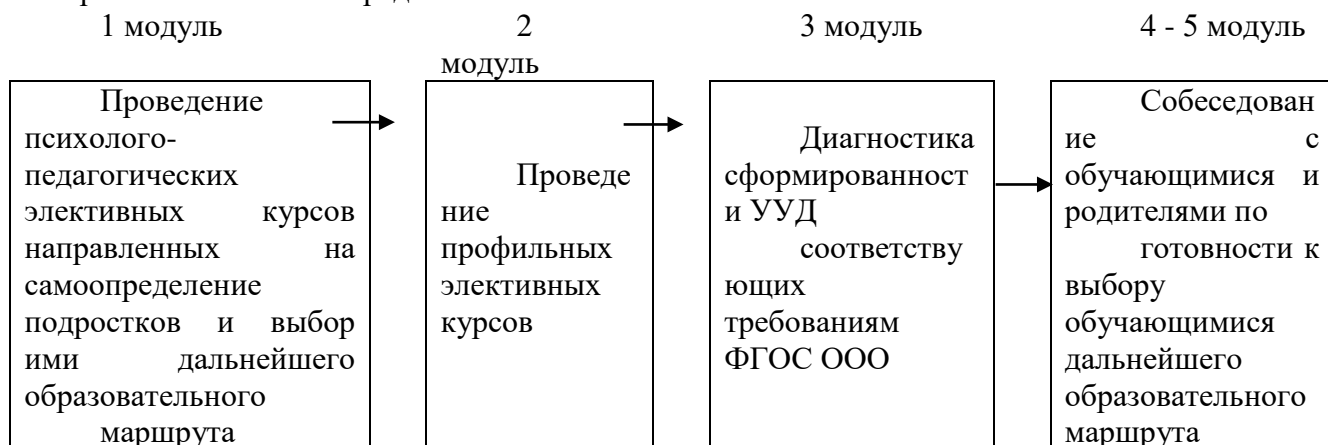 1 модуль
2
модуль
3 модуль
4 - 5 модуль
Проведение
психолого-
педагогических
элективных курсов
направленных на
самоопределение
подростков и выбор
ими дальнейшего
образовательного
маршрута
Проведе
ние
профильных
элективных
курсов
Диагностика
сформированност
и УУД
соответству
ющих
требованиям
ФГОС ООО
Собеседован
ие с
обучающимися и
родителями по
готовности к
выбору
обучающимися
дальнейшего
образовательного
маршрута